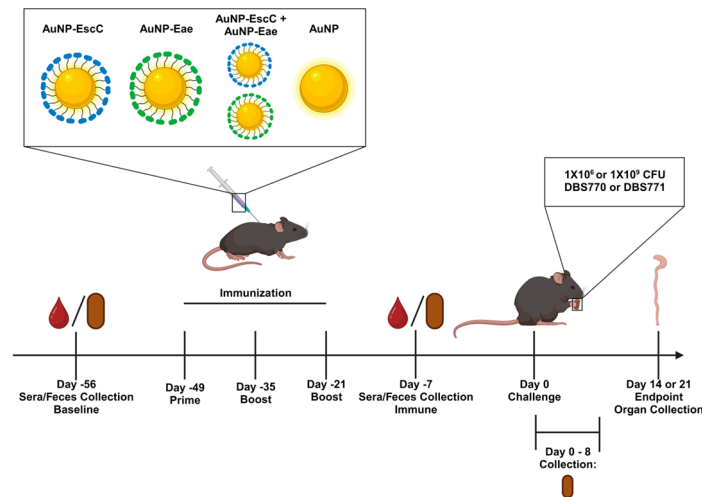 AuNP-EscC
AuNP-Eae
AuNP-EscC +
AuNP-Eae
AuNP
1X10⁶ or 1X10⁹ CFU
DBS770 or DBS771
Immunization
Day -56
Sera/Feces Collection
Baseline
Day -49
Prime
Day -35
Boost
Day -21
Boost
Day -7
Sera/Feces Collection
Immune
Day 0
Challenge
Day 14 or 21
Endpoint
Organ Collection
Day 0 - 8
Collection: